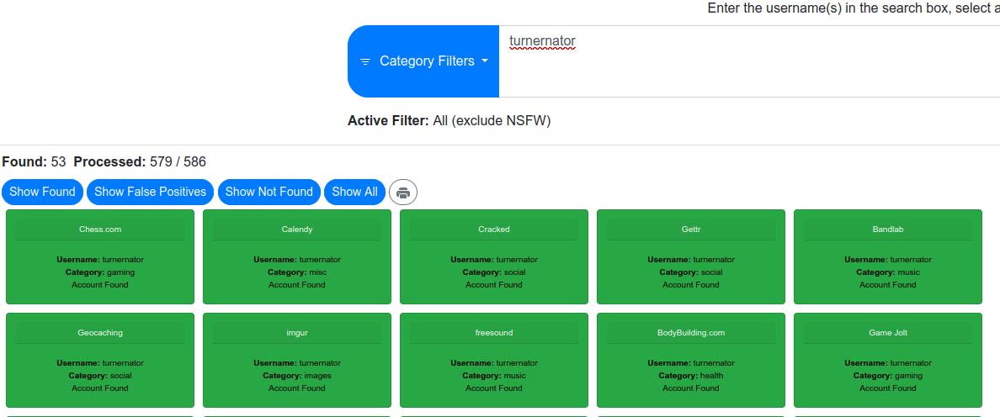 Enter the username(s) in the search box, select a
Category Filters
turnernator
Active Filter: All (exclude NSFW)
Found: 53 Processed: 579 / 586
Show Found Show False Positives Show Not Found Show All
Chess.com
Username: turnernator
Category: gaming
Account Found
Calendy
Username: turnernator
Category: misc
Account Found
Cracked
Username: turnernator
Category: social
Account Found
Gettr
Username: turnernator
Category: social
Account Found
Bandlab
Username: turnernator
Category: music
Account Found
Geocaching
Username: turnernator
Category: social
Account Found
imgur
Username: turnernator
Category: images
Account Found
freesound
Username: turnernator
Category: music
Account Found
BodyBuilding.com
Username: turnernator
Category: health
Account Found
Game Jolt
Username: turnernator
Category: gaming
Account Found